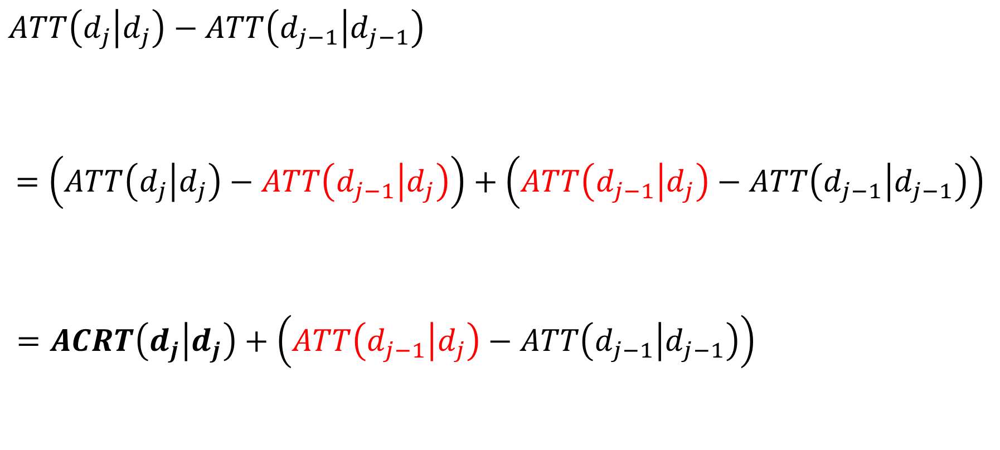 ATT(d_j|d_j) − ATT(d_{j−1}|d_{j−1})
= (ATT(d_j|d_j) − ATT(d_{j−1}|d_j)) + (ATT(d_{j−1}|d_j) − ATT(d_{j−1}|d_{j−1}))
= ACRT(d_j|d_j) + (ATT(d_{j−1}|d_j) − ATT(d_{j−1}|d_{j−1}))